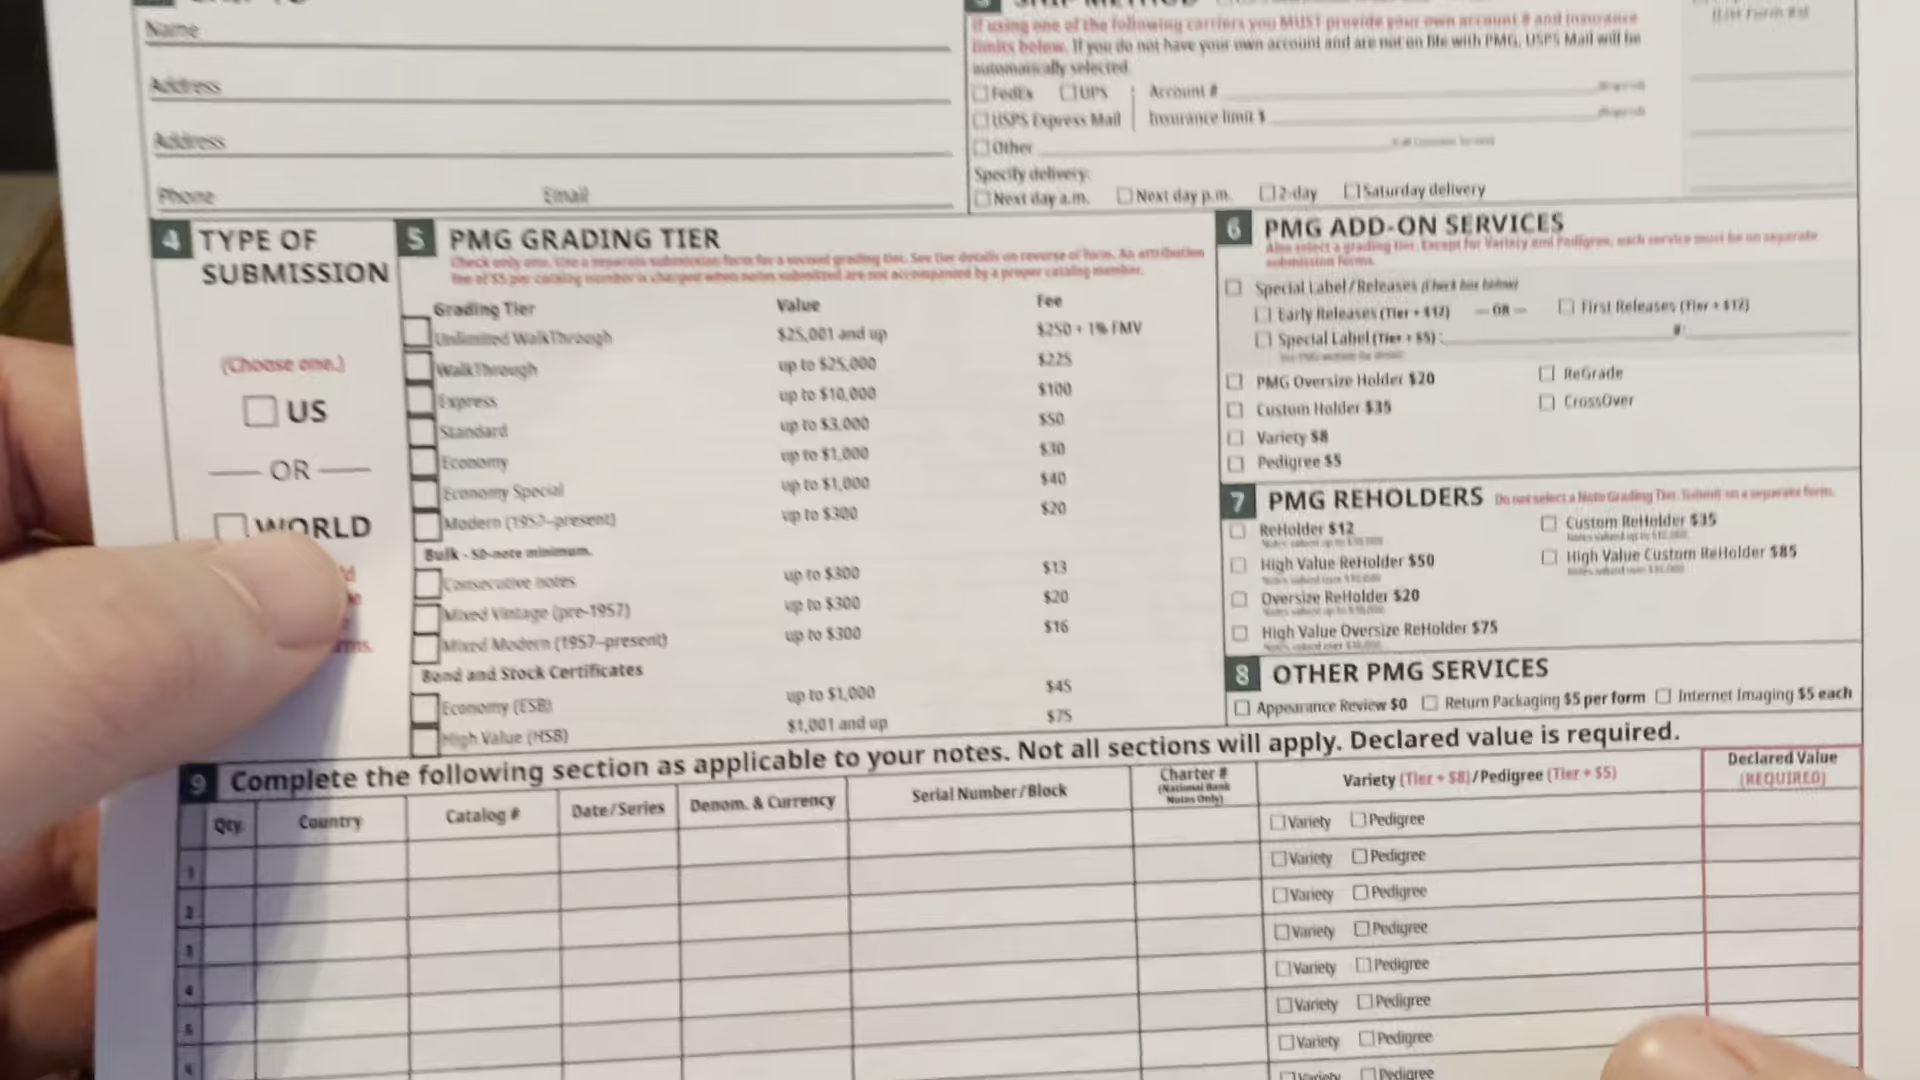 Name
Address
Address
Phone Email
If using one of the following carriers you MUST provide your own account # and insurance
limits below. If you do not have your own account and are not on file with PMG, USPS Mail will be
automatically selected.
FedEx UPS Account #
USPS Express Mail Insurance limit $
Other
Specify delivery:
Next day a.m. Next day p.m. 2-day Saturday delivery
4 TYPE OF
SUBMISSION
(Choose one.)
US
OR
WORLD
5 PMG GRADING TIER
Check only one. Use a separate submission form for a second grading tier. See tier details on reverse of form. An attribution
fee of $5 per catalog number is charged when notes submitted are not accompanied by a proper catalog number.
Grading Tier Value Fee
Unlimited WalkThrough $25,001 and up $250 + 1% FMV
WalkThrough up to $25,000 $225
Express up to $10,000 $100
Standard up to $3,000 $50
Economy up to $1,000 $30
Economy Special up to $1,000 $40
Modern (1957–present) up to $300 $20
Bulk - 50-note minimum.
Consecutive notes up to $300 $13
Mixed Vintage (pre-1957) up to $300 $20
Mixed Modern (1957–present) up to $300 $16
Bond and Stock Certificates
Economy (ESB) up to $1,000 $45
High Value (HSB) $1,001 and up $75
6 PMG ADD-ON SERVICES
Also select a grading tier. Except for Variety and Pedigree, each service must be on separate
submission forms.
Special Label/Releases (Check box below)
Early Releases (Tier + $12) — OR — First Releases (Tier + $12)
Special Label (Tier + $5) : #:
PMG Oversize Holder $20 ReGrade
Custom Holder $35 CrossOver
Variety $8
Pedigree $5
7 PMG REHOLDERS Do not select a Note Grading Tier. Submit on a separate form.
ReHolder $12 Custom ReHolder $35
High Value ReHolder $50 High Value Custom ReHolder $85
Oversize ReHolder $20
High Value Oversize ReHolder $75
8 OTHER PMG SERVICES
Appearance Review $0 Return Packaging $5 per form Internet Imaging $5 each
9 Complete the following section as applicable to your notes. Not all sections will apply. Declared value is required.
Qty. Country Catalog # Date/Series Denom. & Currency Serial Number/Block Charter # (National Bank Notes Only) Variety (Tier + $8)/Pedigree (Tier + $5) Declared Value (REQUIRED)
1 Variety Pedigree
2 Variety Pedigree
3 Variety Pedigree
4 Variety Pedigree
5 Variety Pedigree
Variety Pedigree
Variety Pedigree
Variety Pedigree